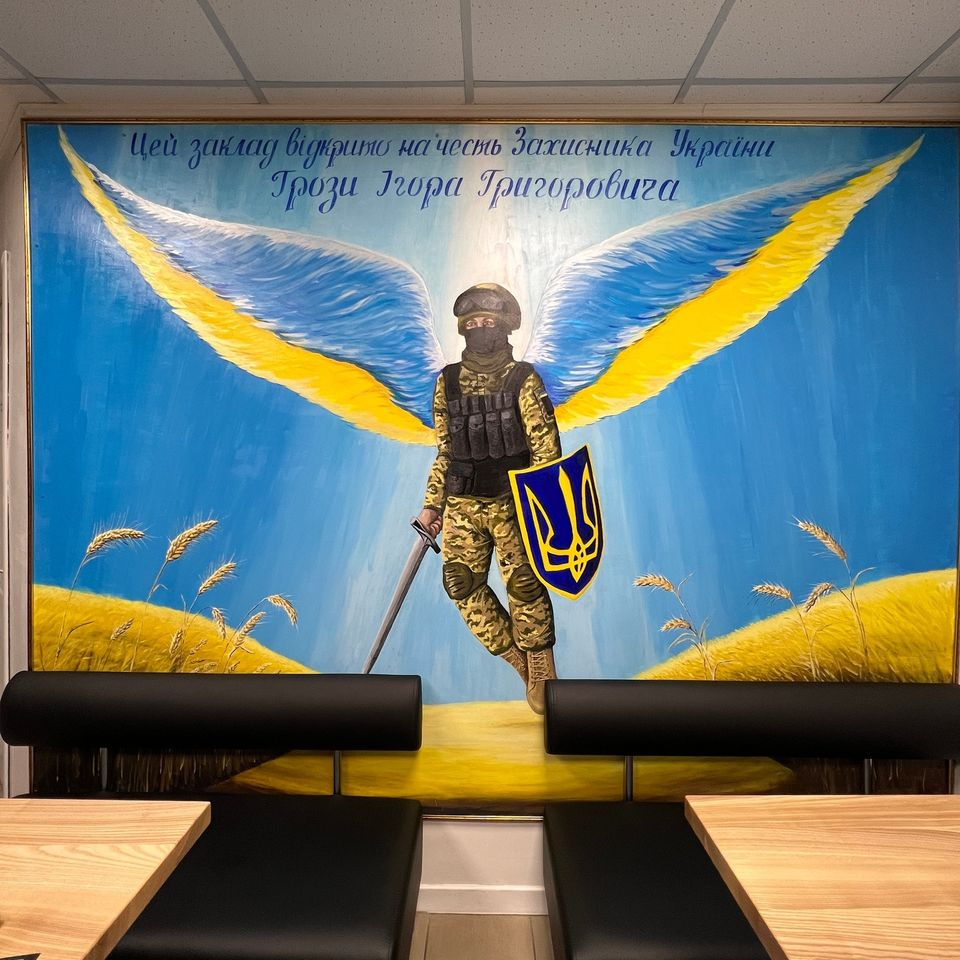 Цей заклад відкрито на честь Захисника України
Грози Ігора Григоровича